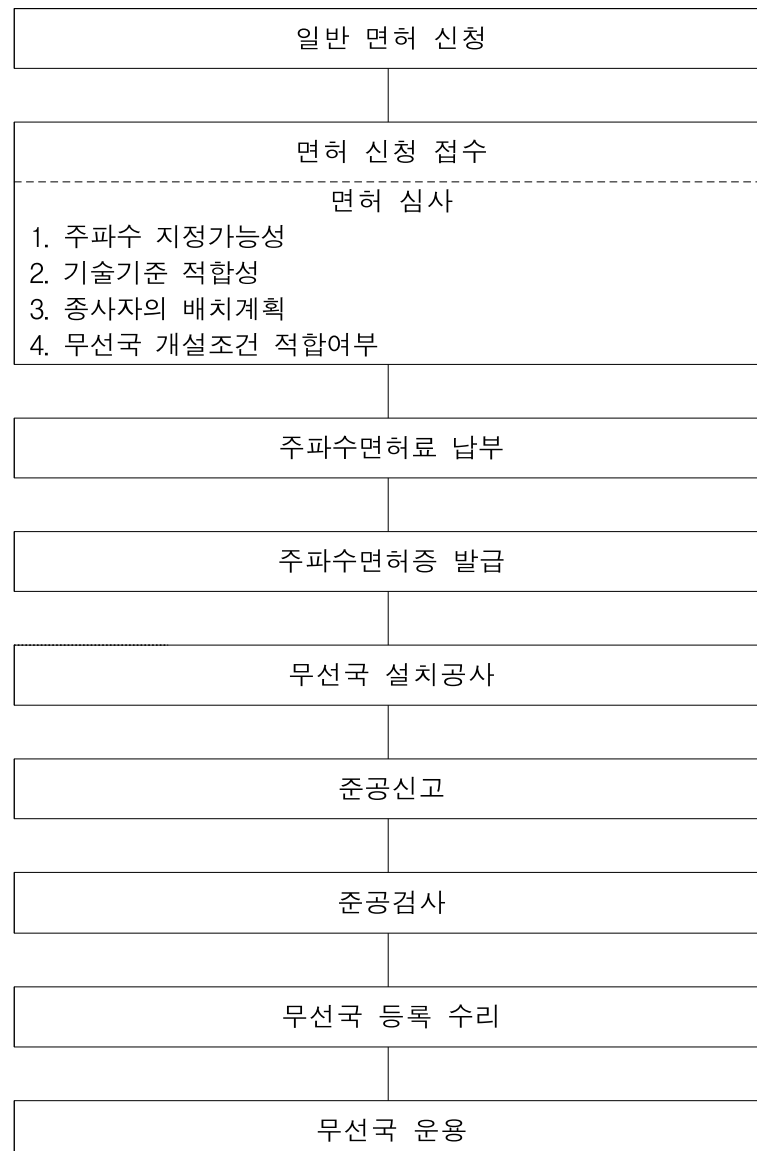 일반 면허 신청
면허 신청 접수
면허 심사
1. 주파수 지정가능성
2. 기술기준 적합성
3. 종사자의 배치계획
4. 무선국 개설조건 적합여부
주파수면허료 납부
주파수면허증 발급
무선국 설치공사
준공신고
준공검사
무선국 등록 수리
무선국 운용